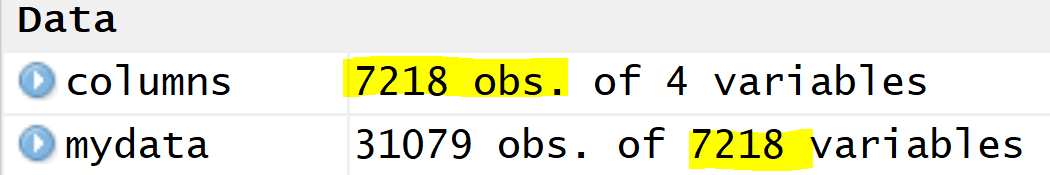 Data
columns 7218 obs. of 4 variables
mydata 31079 obs. of 7218 variables